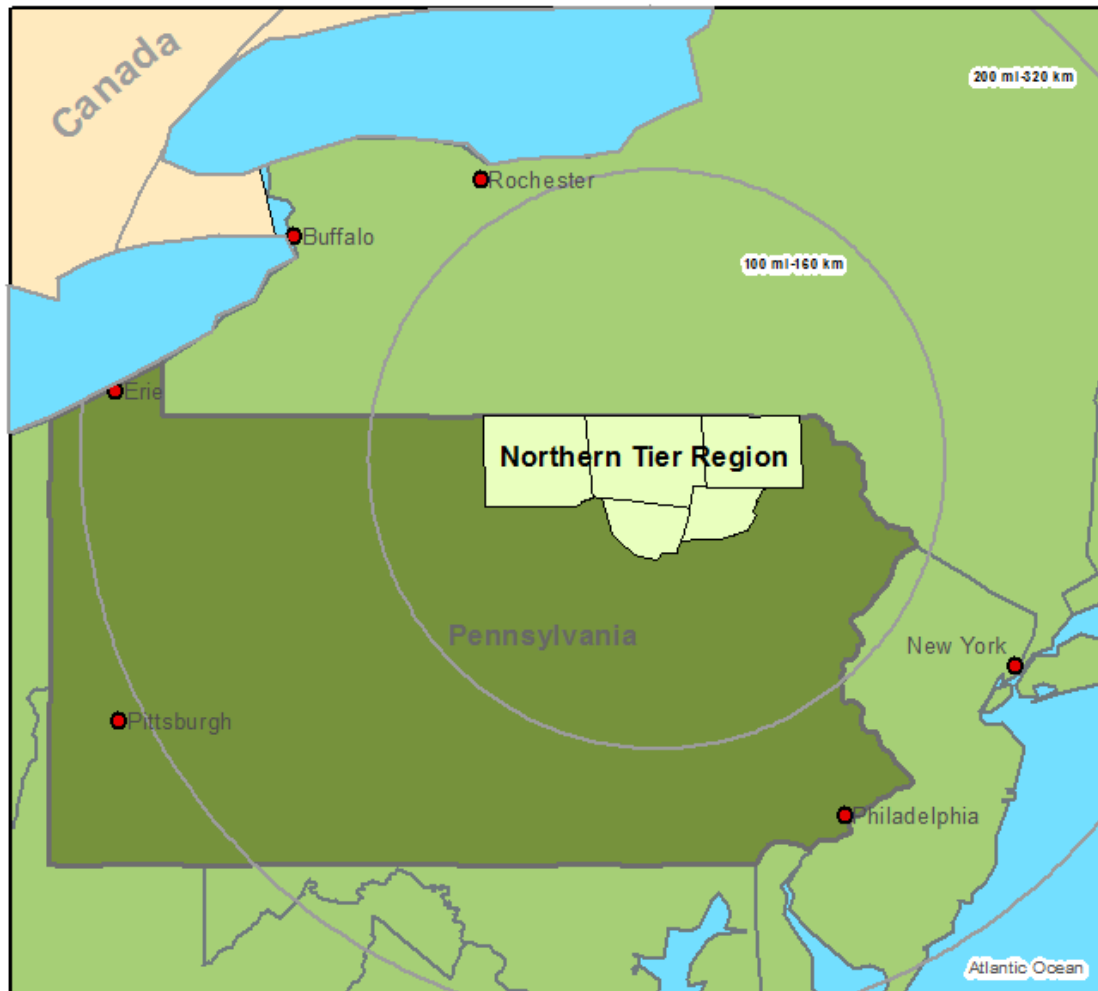 Canada
200 mi-320 km
Rochester
Buffalo
100 mi-160 km
Erie
Northern Tier Region
Pennsylvania
New York
Pittsburgh
Philadelphia
Atlantic Ocean